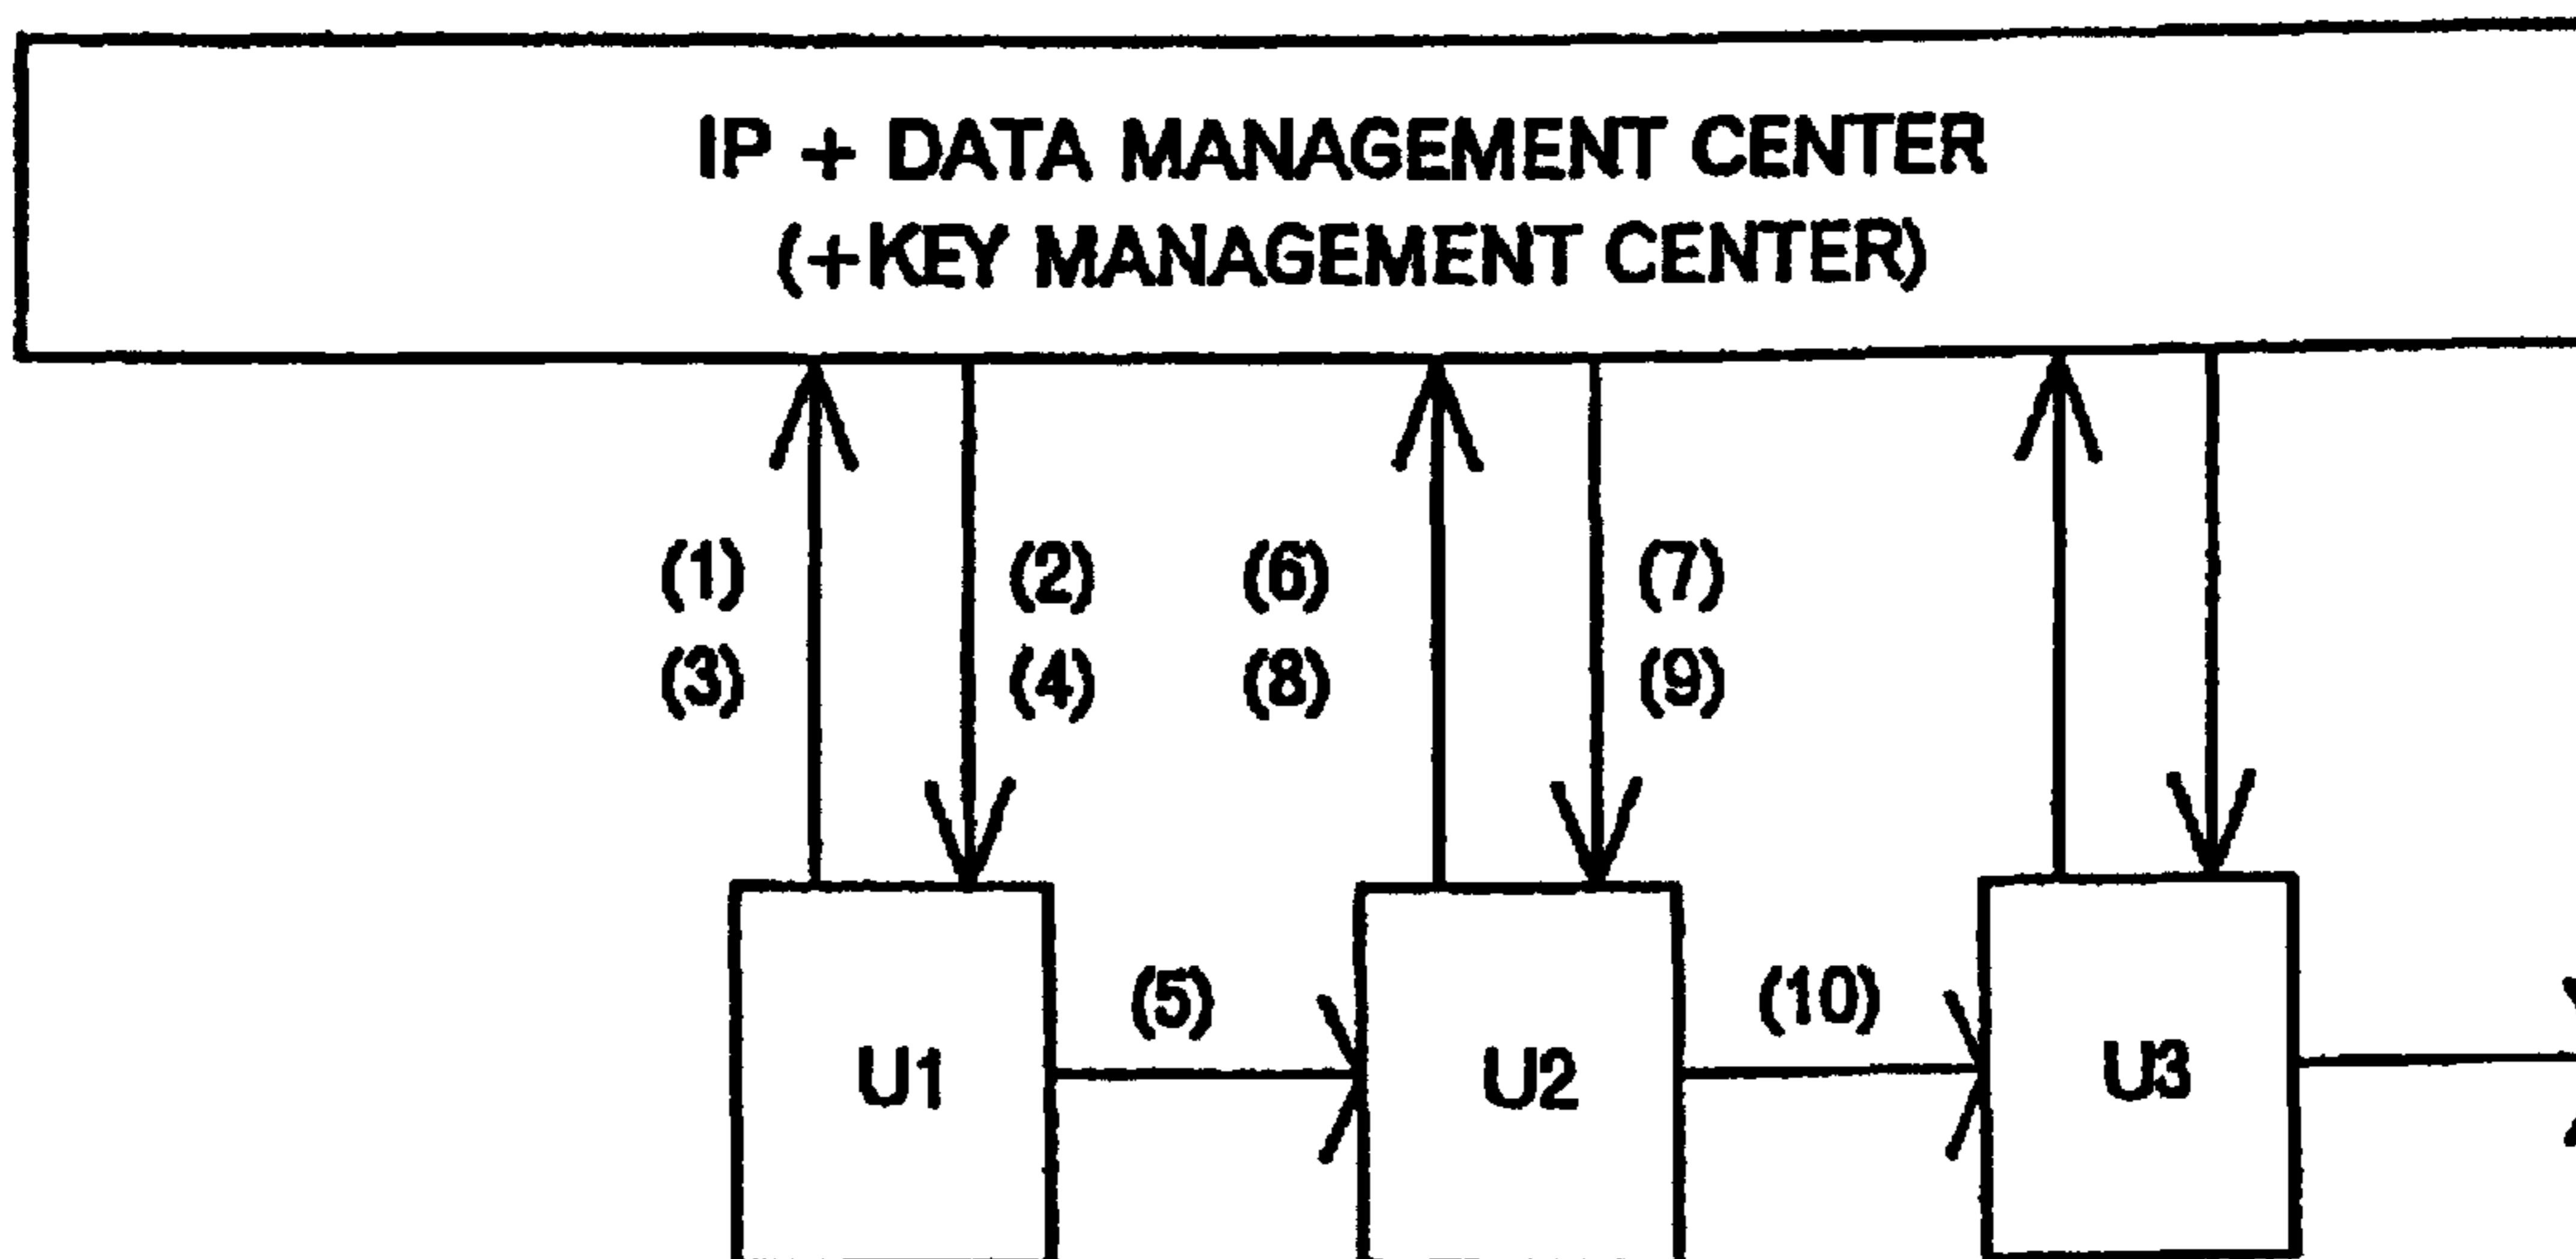 IP + DATA MANAGEMENT CENTER
(+KEY MANAGEMENT CENTER)
(1) (2) (6) (7)
(3) (4) (8) (9)
(5) (10)
U1 U2 U3